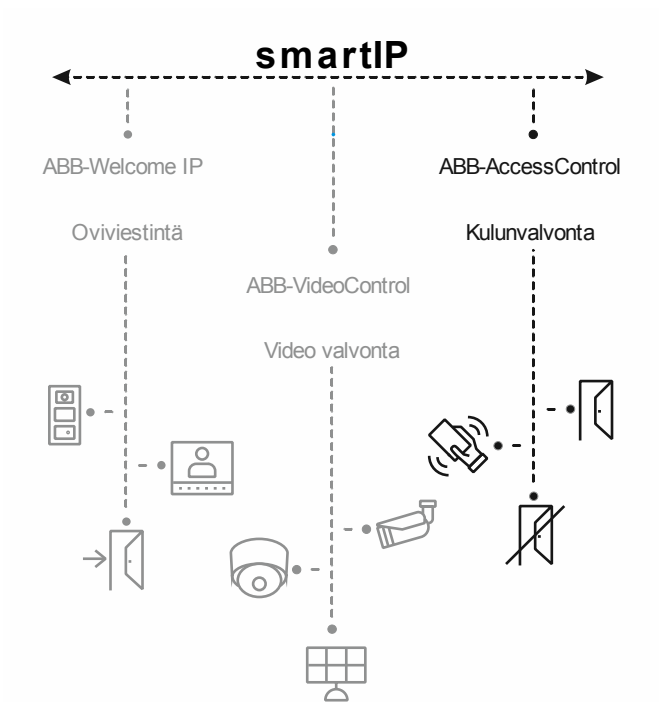 smartIP
ABB-Welcome IP
Oviviestintä
ABB-VideoControl
Video valvonta
ABB-AccessControl
Kulunvalvonta